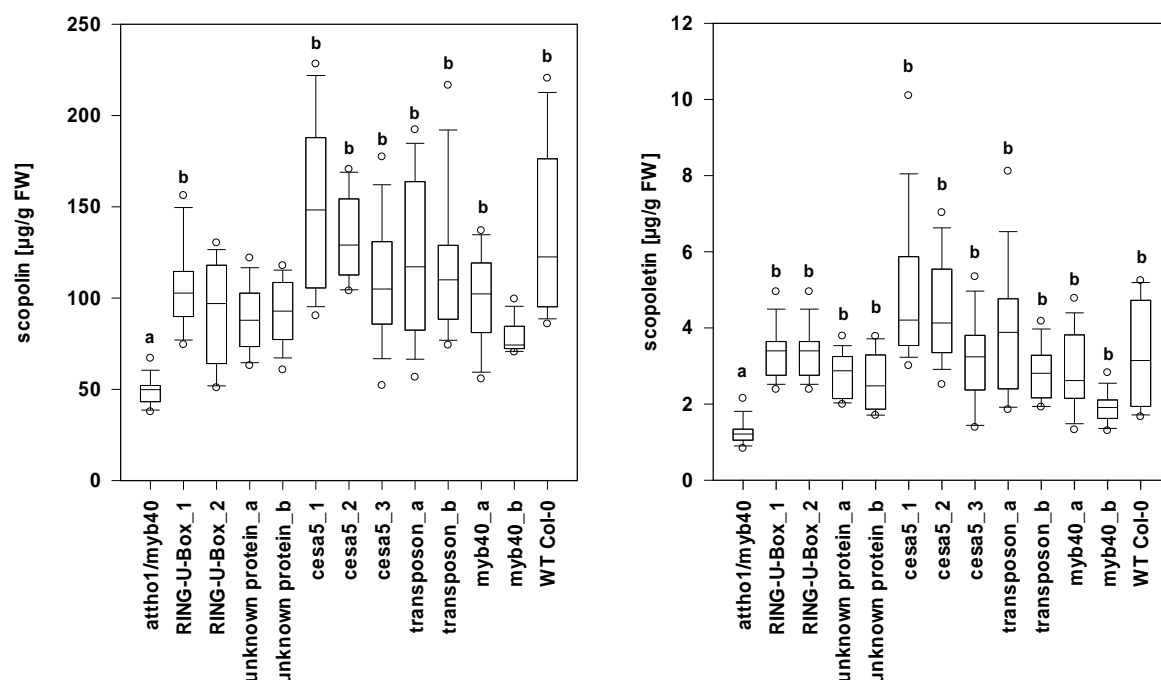 scopolin [µg/g FW]
250
200
150
100
50
0
a
b
b
b
b
b
b
b
b
attho1/myb40
RING-U-Box_1
RING-U-Box_2
unknown protein_a
unknown protein_b
cesa5_1
cesa5_2
cesa5_3
transposon_a
transposon_b
myb40_a
myb40_b
WT Col-0
scopoletin [µg/g FW]
12
10
8
6
4
2
0
a
b
b
b
b
b
b
b
b
b
b
b
b
attho1/myb40
RING-U-Box_1
RING-U-Box_2
unknown protein_a
unknown protein_b
cesa5_1
cesa5_2
cesa5_3
transposon_a
transposon_b
myb40_a
myb40_b
WT Col-0